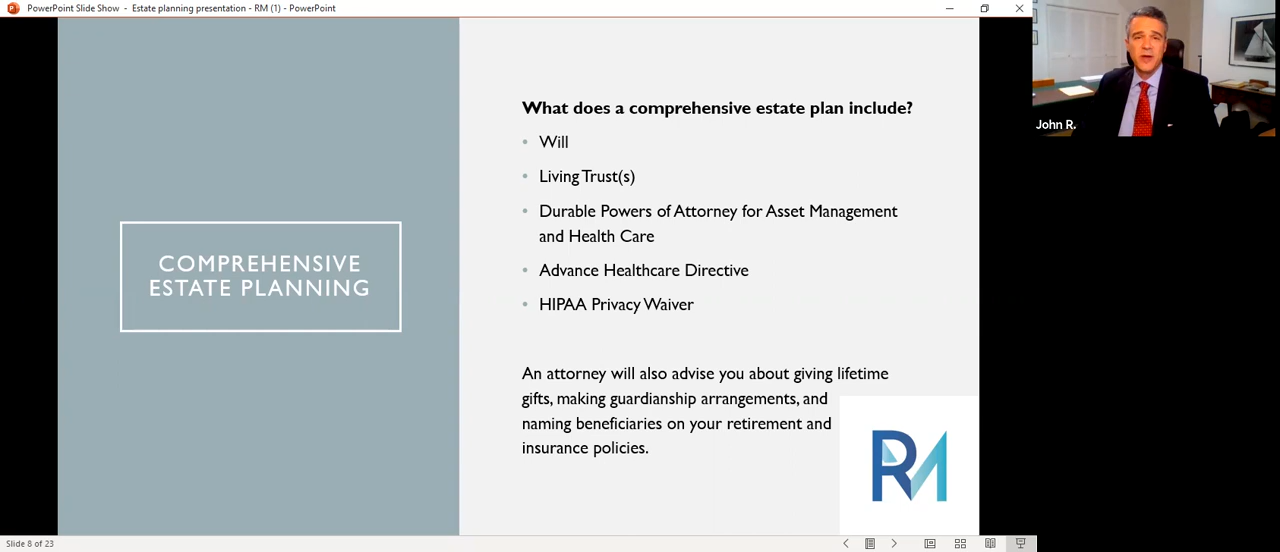 PowerPoint Slide Show - Estate planning presentation - RM (1) - PowerPoint
COMPREHENSIVE
ESTATE PLANNING
What does a comprehensive estate plan include?
• Will
• Living Trust(s)
• Durable Powers of Attorney for Asset Management
and Health Care
• Advance Healthcare Directive
• HIPAA Privacy Waiver
An attorney will also advise you about giving lifetime
gifts, making guardianship arrangements, and
naming beneficiaries on your retirement and
insurance policies.
RM
John R.
Slide 8 of 23